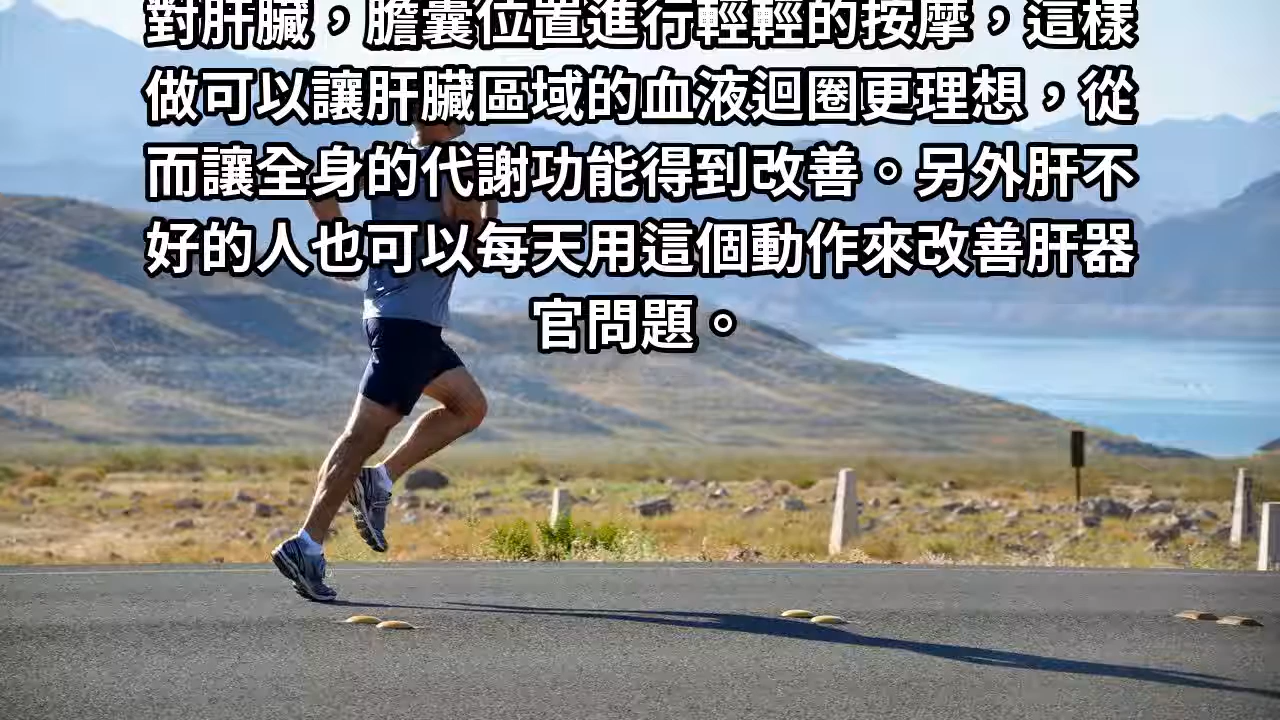 對肝臟，膽囊位置進行輕輕的按摩，這樣
做可以讓肝臟區域的血液迴圈更理想，從
而讓全身的代謝功能得到改善。另外肝不
好的人也可以每天用這個動作來改善肝器
官問題。